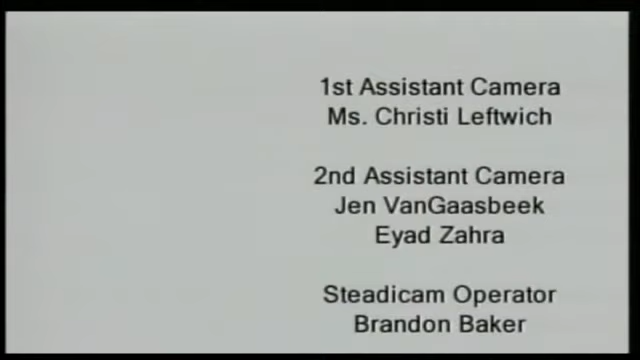 1st Assistant Camera
Ms. Christi Leftwich
2nd Assistant Camera
Jen VanGaasbeek
Eyad Zahra
Steadicam Operator
Brandon Baker